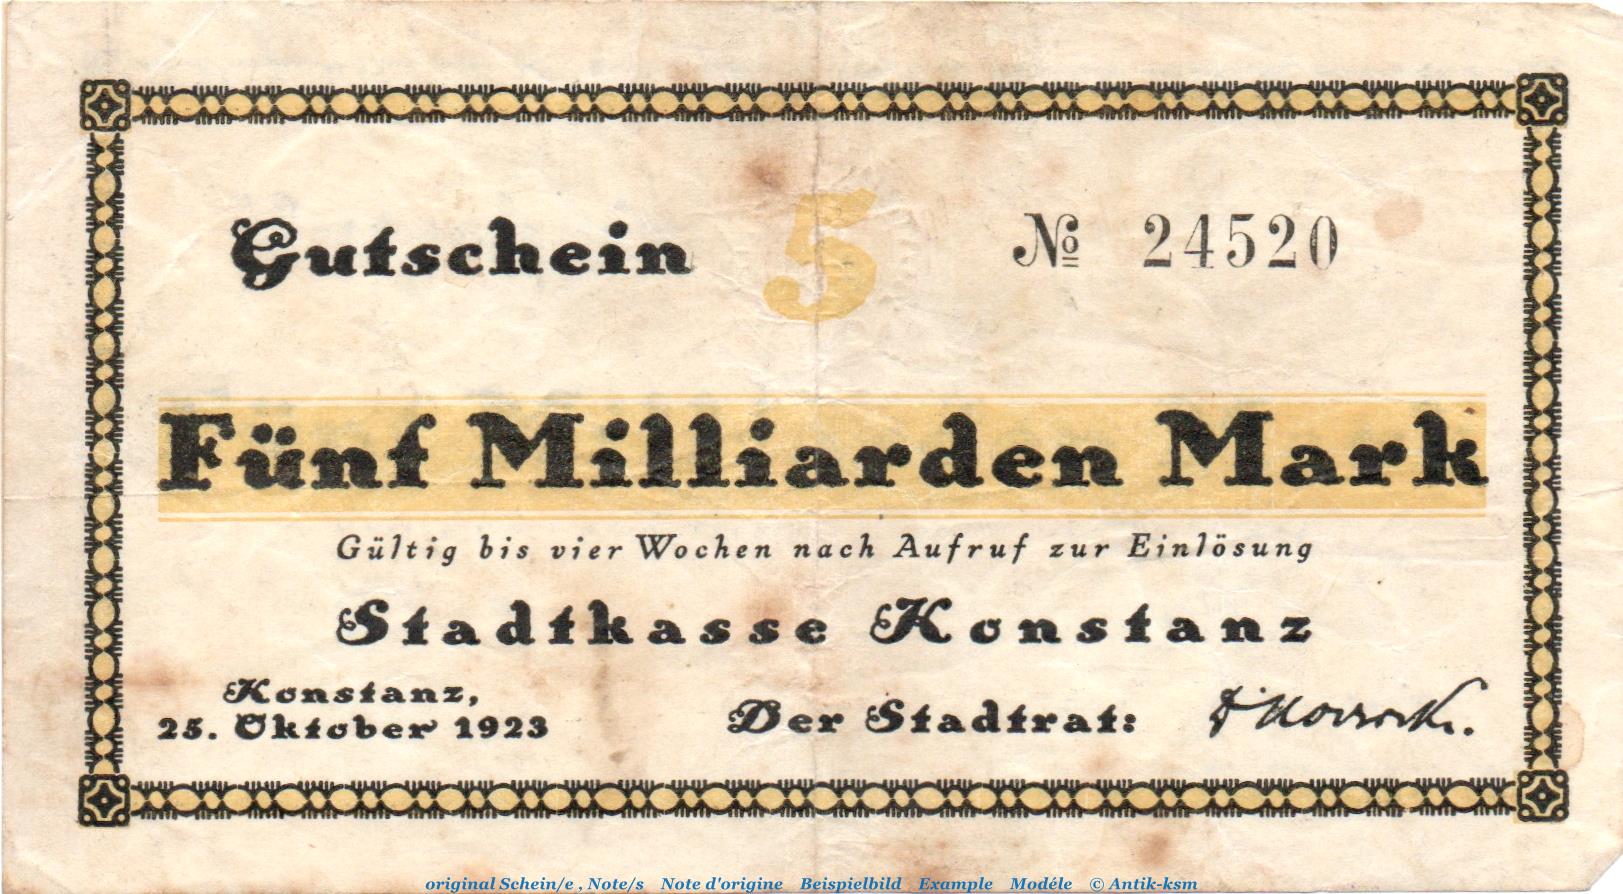 Gutschein 5 № 24520
Fünf Milliarden Mark
Gültig bis vier Wochen nach Aufruf zur Einlösung
Stadtkasse Konstanz
Konstanz,
25. Oktober 1923 Der Stadtrat:
original Schein/e , Note/s Note d'origine Beispielbild Example Modéle © Antik-ksm